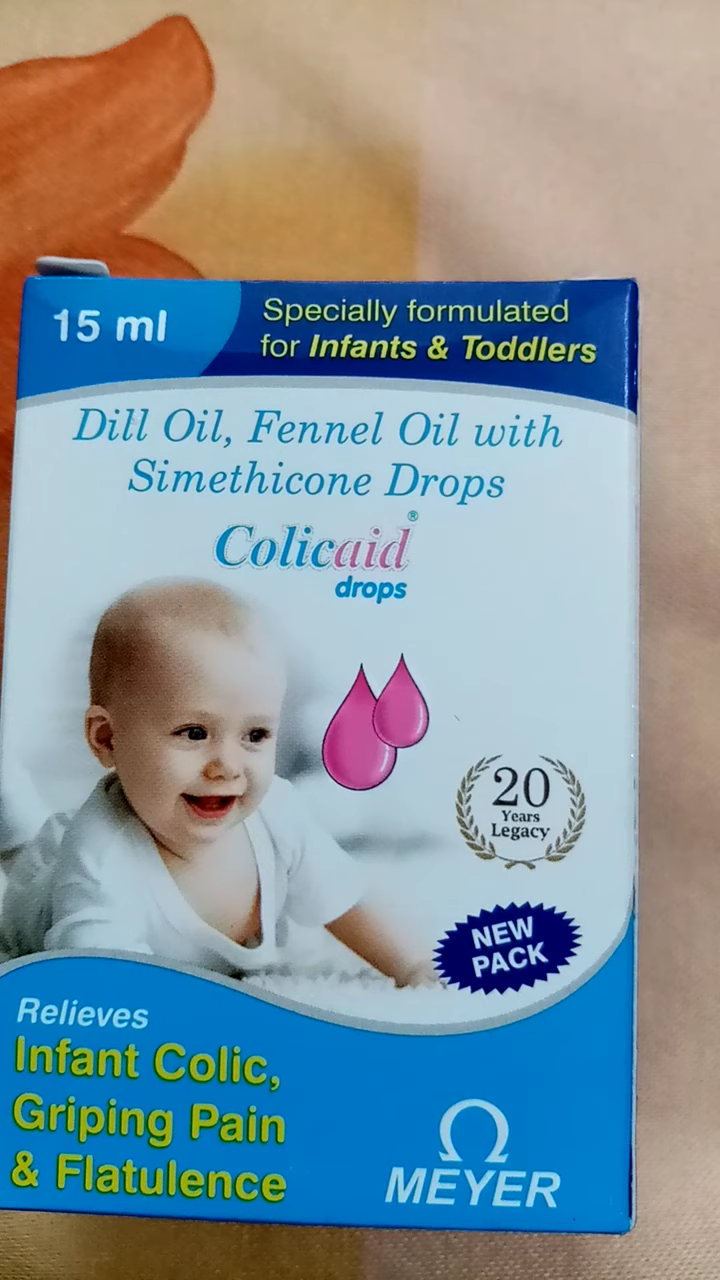 15 ml
Specially formulated
for Infants & Toddlers
Dill Oil, Fennel Oil with
Simethicone Drops
Colicaid®
drops
20
Years
Legacy
NEW
PACK
Relieves
Infant Colic,
Griping Pain
& Flatulence
MEYER